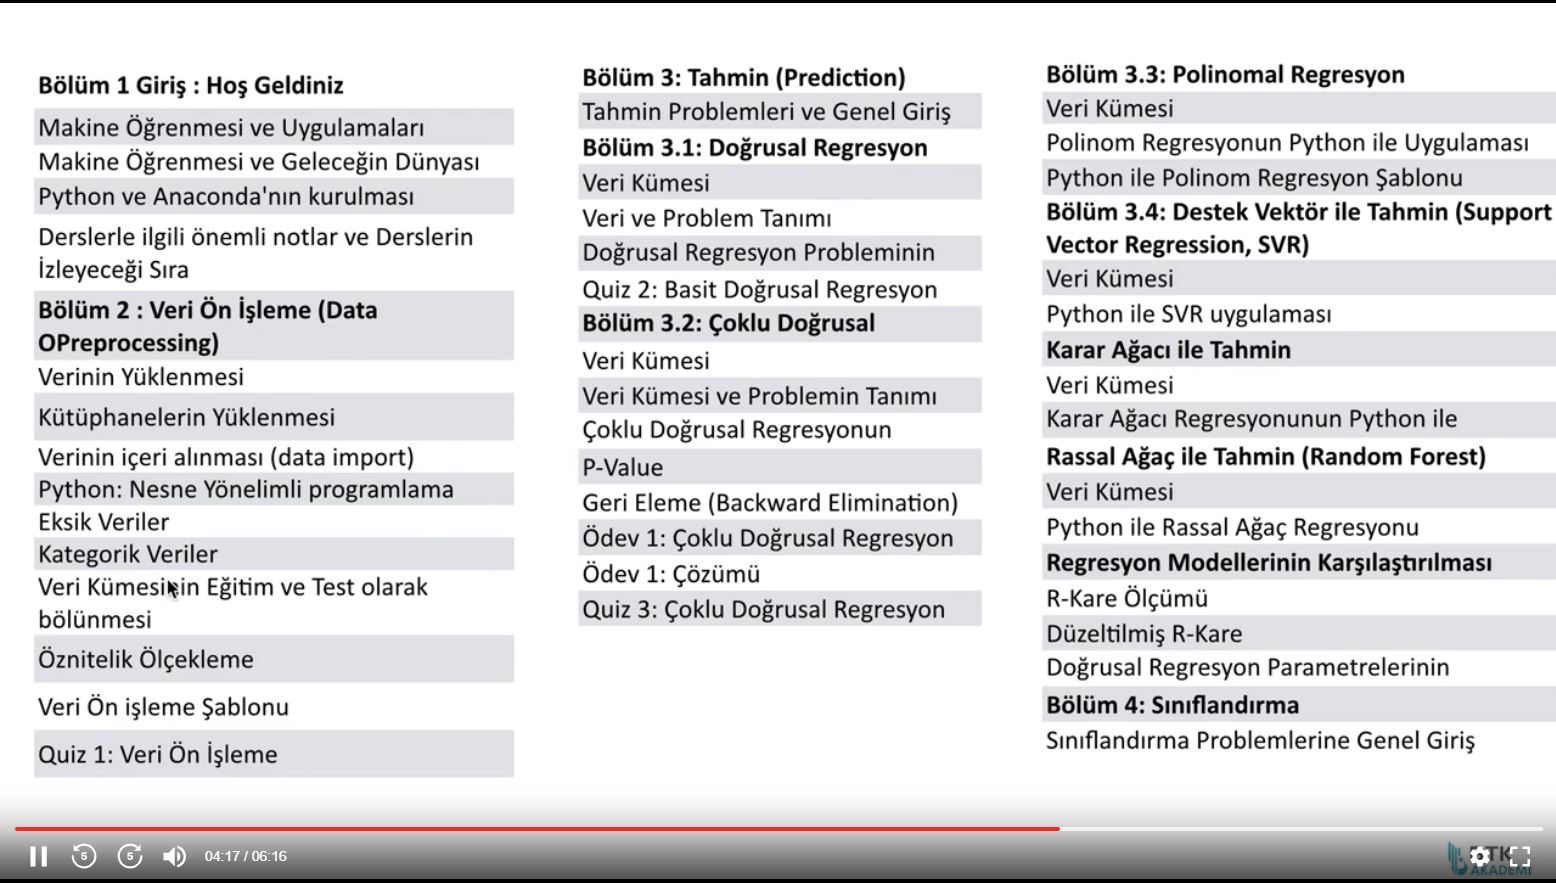 Bölüm 1 Giriş : Hoş Geldiniz
Makine Öğrenmesi ve Uygulamaları
Makine Öğrenmesi ve Geleceğin Dünyası
Python ve Anaconda'nın kurulması
Derslerle ilgili önemli notlar ve Derslerin
İzleyeceği Sıra
Bölüm 2 : Veri Ön İşleme (Data
OPreprocessing)
Verinin Yüklenmesi
Kütüphanelerin Yüklenmesi
Verinin içeri alınması (data import)
Python: Nesne Yönelimli programlama
Eksik Veriler
Kategorik Veriler
Veri Kümesinin Eğitim ve Test olarak
bölünmesi
Öznitelik Ölçekleme
Veri Ön işleme Şablonu
Quiz 1: Veri Ön İşleme
Bölüm 3: Tahmin (Prediction)
Tahmin Problemleri ve Genel Giriş
Bölüm 3.1: Doğrusal Regresyon
Veri Kümesi
Veri ve Problem Tanımı
Doğrusal Regresyon Probleminin
Quiz 2: Basit Doğrusal Regresyon
Bölüm 3.2: Çoklu Doğrusal
Veri Kümesi
Veri Kümesi ve Problemin Tanımı
Çoklu Doğrusal Regresyonun
P-Value
Geri Eleme (Backward Elimination)
Ödev 1: Çoklu Doğrusal Regresyon
Ödev 1: Çözümü
Quiz 3: Çoklu Doğrusal Regresyon
Bölüm 3.3: Polinomal Regresyon
Veri Kümesi
Polinom Regresyonun Python ile Uygulaması
Python ile Polinom Regresyon Şablonu
Bölüm 3.4: Destek Vektör ile Tahmin (Support
Vector Regression, SVR)
Veri Kümesi
Python ile SVR uygulaması
Karar Ağacı ile Tahmin
Veri Kümesi
Karar Ağacı Regresyonunun Python ile
Rassal Ağaç ile Tahmin (Random Forest)
Veri Kümesi
Python ile Rassal Ağaç Regresyonu
Regresyon Modellerinin Karşılaştırılması
R-Kare Ölçümü
Düzeltilmiş R-Kare
Doğrusal Regresyon Parametrelerinin
Bölüm 4: Sınıflandırma
Sınıflandırma Problemlerine Genel Giriş
5
5
04:17 / 06:16
AKADEMİ